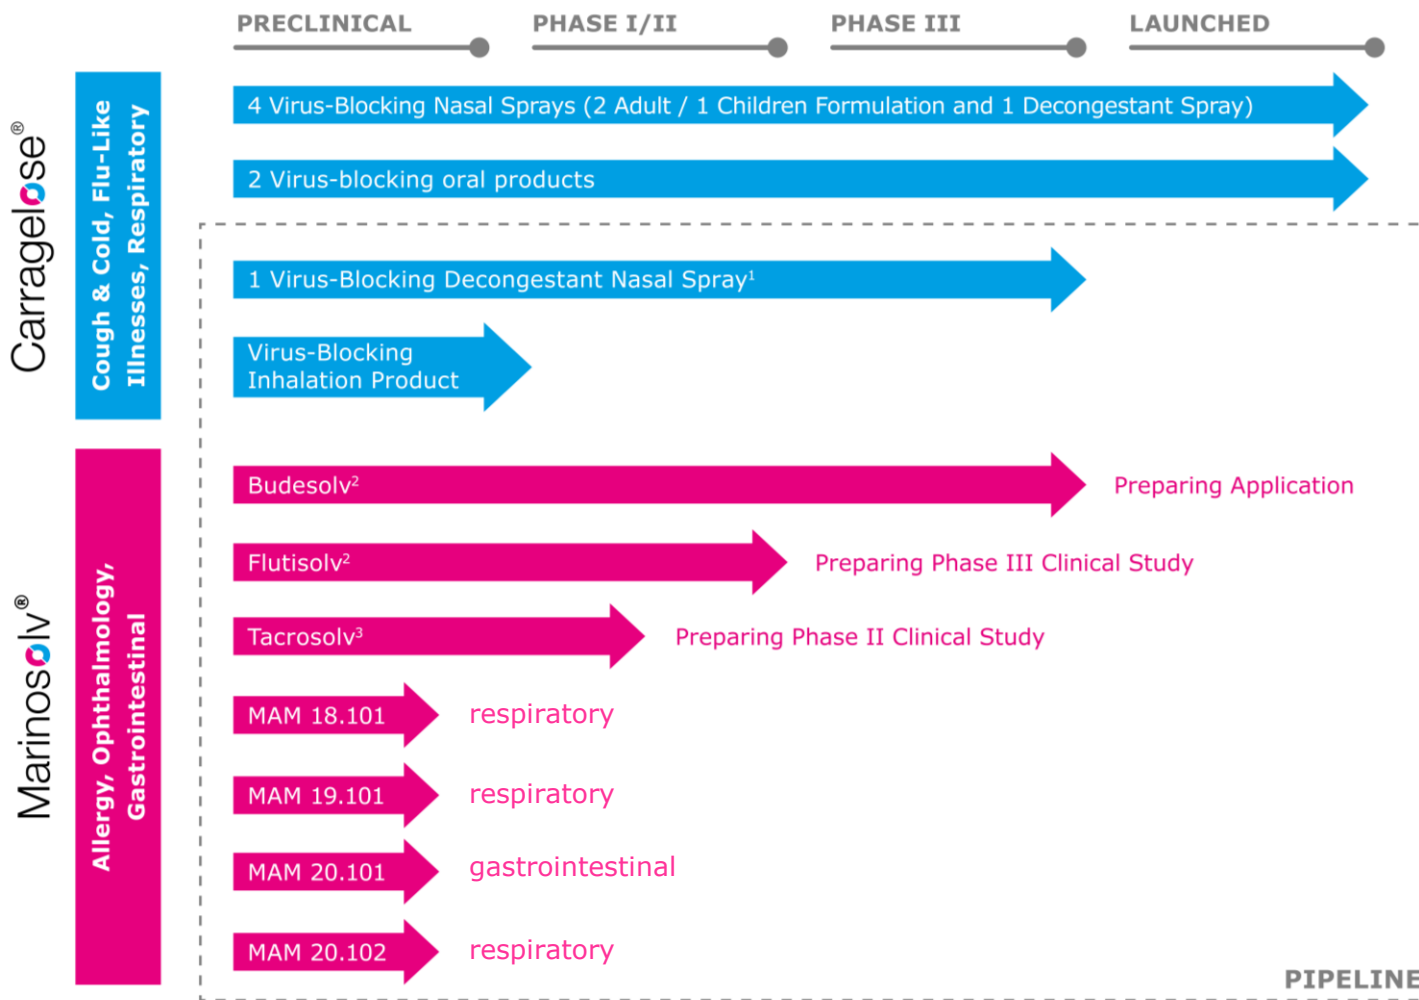 PRECLINICAL
PHASE I/II
PHASE III
LAUNCHED
Carragelose®
Cough & Cold, Flu-Like
Illnesses, Respiratory
4 Virus-Blocking Nasal Sprays (2 Adult / 1 Children Formulation and 1 Decongestant Spray)
2 Virus-blocking oral products
1 Virus-Blocking Decongestant Nasal Spray¹
Virus-Blocking
Inhalation Product
Marinosolv®
Allergy, Ophthalmology,
Gastrointestinal
Budesolv²
Preparing Application
Flutisolv²
Preparing Phase III Clinical Study
Tacrosolv³
Preparing Phase II Clinical Study
MAM 18.101
respiratory
MAM 19.101
respiratory
MAM 20.101
gastrointestinal
MAM 20.102
respiratory
PIPELINE